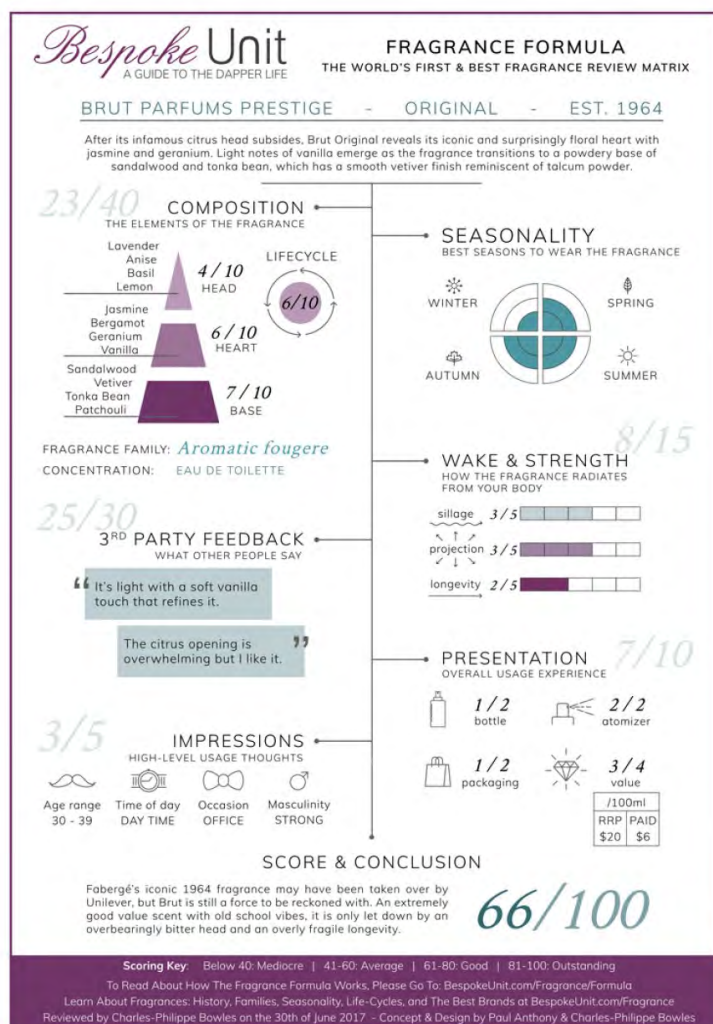 Bespoke Unit
A GUIDE TO THE DAPPER LIFE
FRAGRANCE FORMULA
THE WORLD'S FIRST & BEST FRAGRANCE REVIEW MATRIX
BRUT PARFUMS PRESTIGE - ORIGINAL - EST. 1964
After its infamous citrus head subsides, Brut Original reveals its iconic and surprisingly floral heart with
jasmine and geranium. Light notes of vanilla emerge as the fragrance transitions to a powdery base of
sandalwood and tonka bean, which has a smooth vetiver finish reminiscent of talcum powder.
23/40
COMPOSITION
THE ELEMENTS OF THE FRAGRANCE
Lavender
Anise
Basil
Lemon
4/10
HEAD
Jasmine
Bergamot
Geranium
Vanilla
6/10
HEART
Sandalwood
Vetiver
Tonka Bean
Patchouli
7/10
BASE
LIFECYCLE
6/10
FRAGRANCE FAMILY: Aromatic fougere
CONCENTRATION: EAU DE TOILETTE
SEASONALITY
BEST SEASONS TO WEAR THE FRAGRANCE
WINTER
SPRING
AUTUMN
SUMMER
8/15
WAKE & STRENGTH
HOW THE FRAGRANCE RADIATES
FROM YOUR BODY
sillage 3/5
projection 3/5
longevity 2/5
25/30
3RD PARTY FEEDBACK
WHAT OTHER PEOPLE SAY
“ It's light with a soft vanilla
touch that refines it.
The citrus opening is ”
overwhelming but I like it.
7/10
PRESENTATION
OVERALL USAGE EXPERIENCE
1/2
bottle
2/2
atomizer
1/2
packaging
3/4
value
/100ml
RRP PAID
$20 $6
3/5
IMPRESSIONS
HIGH-LEVEL USAGE THOUGHTS
Age range
30 - 39
Time of day
DAY TIME
Occasion
OFFICE
Masculinity
STRONG
SCORE & CONCLUSION
Fabergé's iconic 1964 fragrance may have been taken over by
Unilever, but Brut is still a force to be reckoned with. An extremely
good value scent with old school vibes, it is only let down by an
overbearingly bitter head and an overly fragile longevity.
66/100
Scoring Key: Below 40: Mediocre | 41-60: Average | 61-80: Good | 81-100: Outstanding
To Read About How The Fragrance Formula Works, Please Go To: BespokeUnit.com/Fragrance/Formula
Learn About Fragrances: History, Families, Seasonality, Life-Cycles, and The Best Brands at BespokeUnit.com/Fragrance
Reviewed by Charles-Philippe Bowles on the 30th of June 2017 - Concept & Design by Paul Anthony & Charles-Philippe Bowles